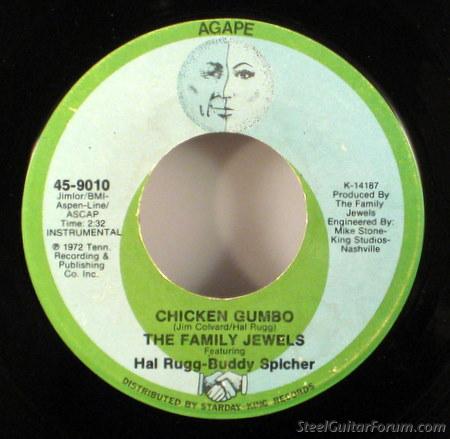 AGAPE
45-9010
Jimlor/BMI-
Aspen-Line/
ASCAP
Time: 2:32
INSTRUMENTAL
℗ 1972 Tenn.
Recording &
Publishing
Co. Inc.
K-14187
Produced By
The Family
Jewels
Engineered By:
Mike Stone-
King Studios-
Nashville
CHICKEN GUMBO
(Jim Colvard/Hal Rugg)
THE FAMILY JEWELS
Featuring
Hal Rugg-Buddy Spicher
DISTRIBUTED BY STARDAY-KING RECORDS
SteelGuitarForum.com